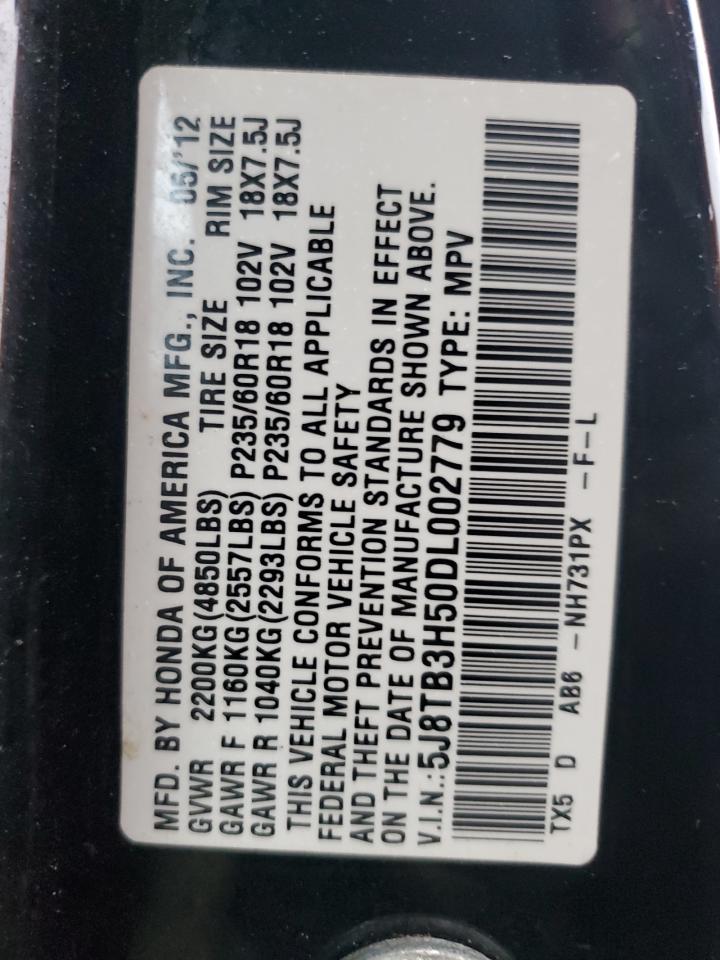 MFD. BY HONDA OF AMERICA MFG., INC. 05/'12
GVWR 2200KG(4850LBS) TIRE SIZE RIM SIZE
GAWR F 1160KG(2557LBS) P235/60R18 102V 18X7.5J
GAWR R 1040KG(2293LBS) P235/60R18 102V 18X7.5J
THIS VEHICLE CONFORMS TO ALL APPLICABLE
FEDERAL MOTOR VEHICLE SAFETY
AND THEFT PREVENTION STANDARDS IN EFFECT
ON THE DATE OF MANUFACTURE SHOWN ABOVE.
V.I.N.:5J8TB3H50DL002779 TYPE: MPV
TX5 D AB6 -NH731PX -F-L